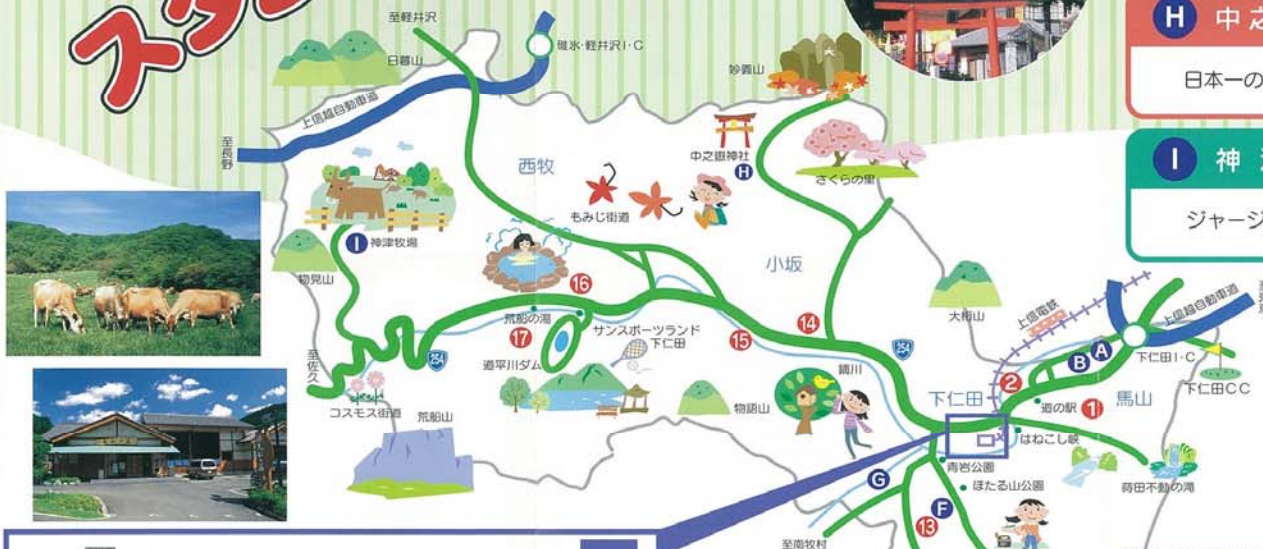 スタ
H 中之
日本一の
I 神津
ジャージ
至軽井沢
碓氷・軽井沢I・C
日暮山
妙義山
上信越自動車道
至長野
西牧
中之嶽神社
H
さくらの里
もみじ街道
I 神津牧場
物見山
小坂
大桁山
上信電鉄
上信越自動車道
16
荒船の湯
サンスポーツランド
下仁田
17
15
14
254
254
道平川ダム
至佐久
鏑川
B A
下仁田I・C
下仁田CC
2
下仁田
道の駅
1
馬山
コスモス街道
荒船山
物語山
はねこし峡
青岩公園
G
ほたる山公園
蒔田不動の滝
F
13
至南牧村